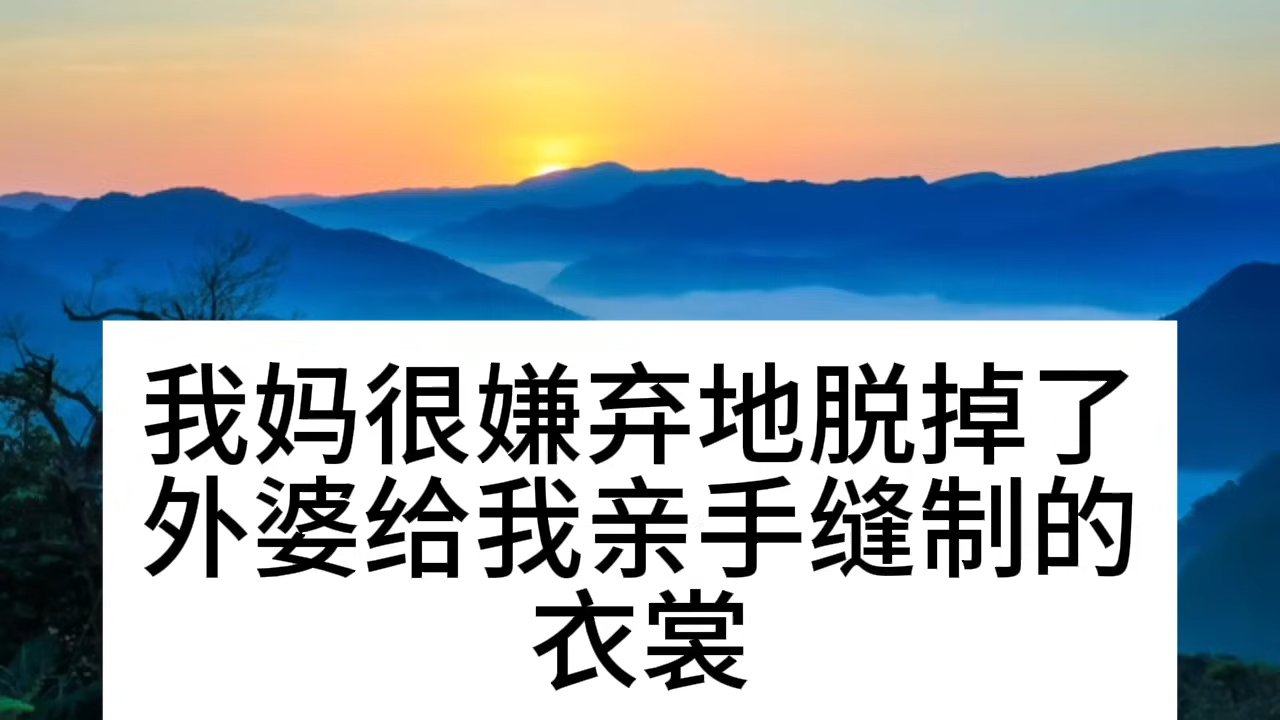 我妈很嫌弃地脱掉了
外婆给我亲手缝制的
衣裳